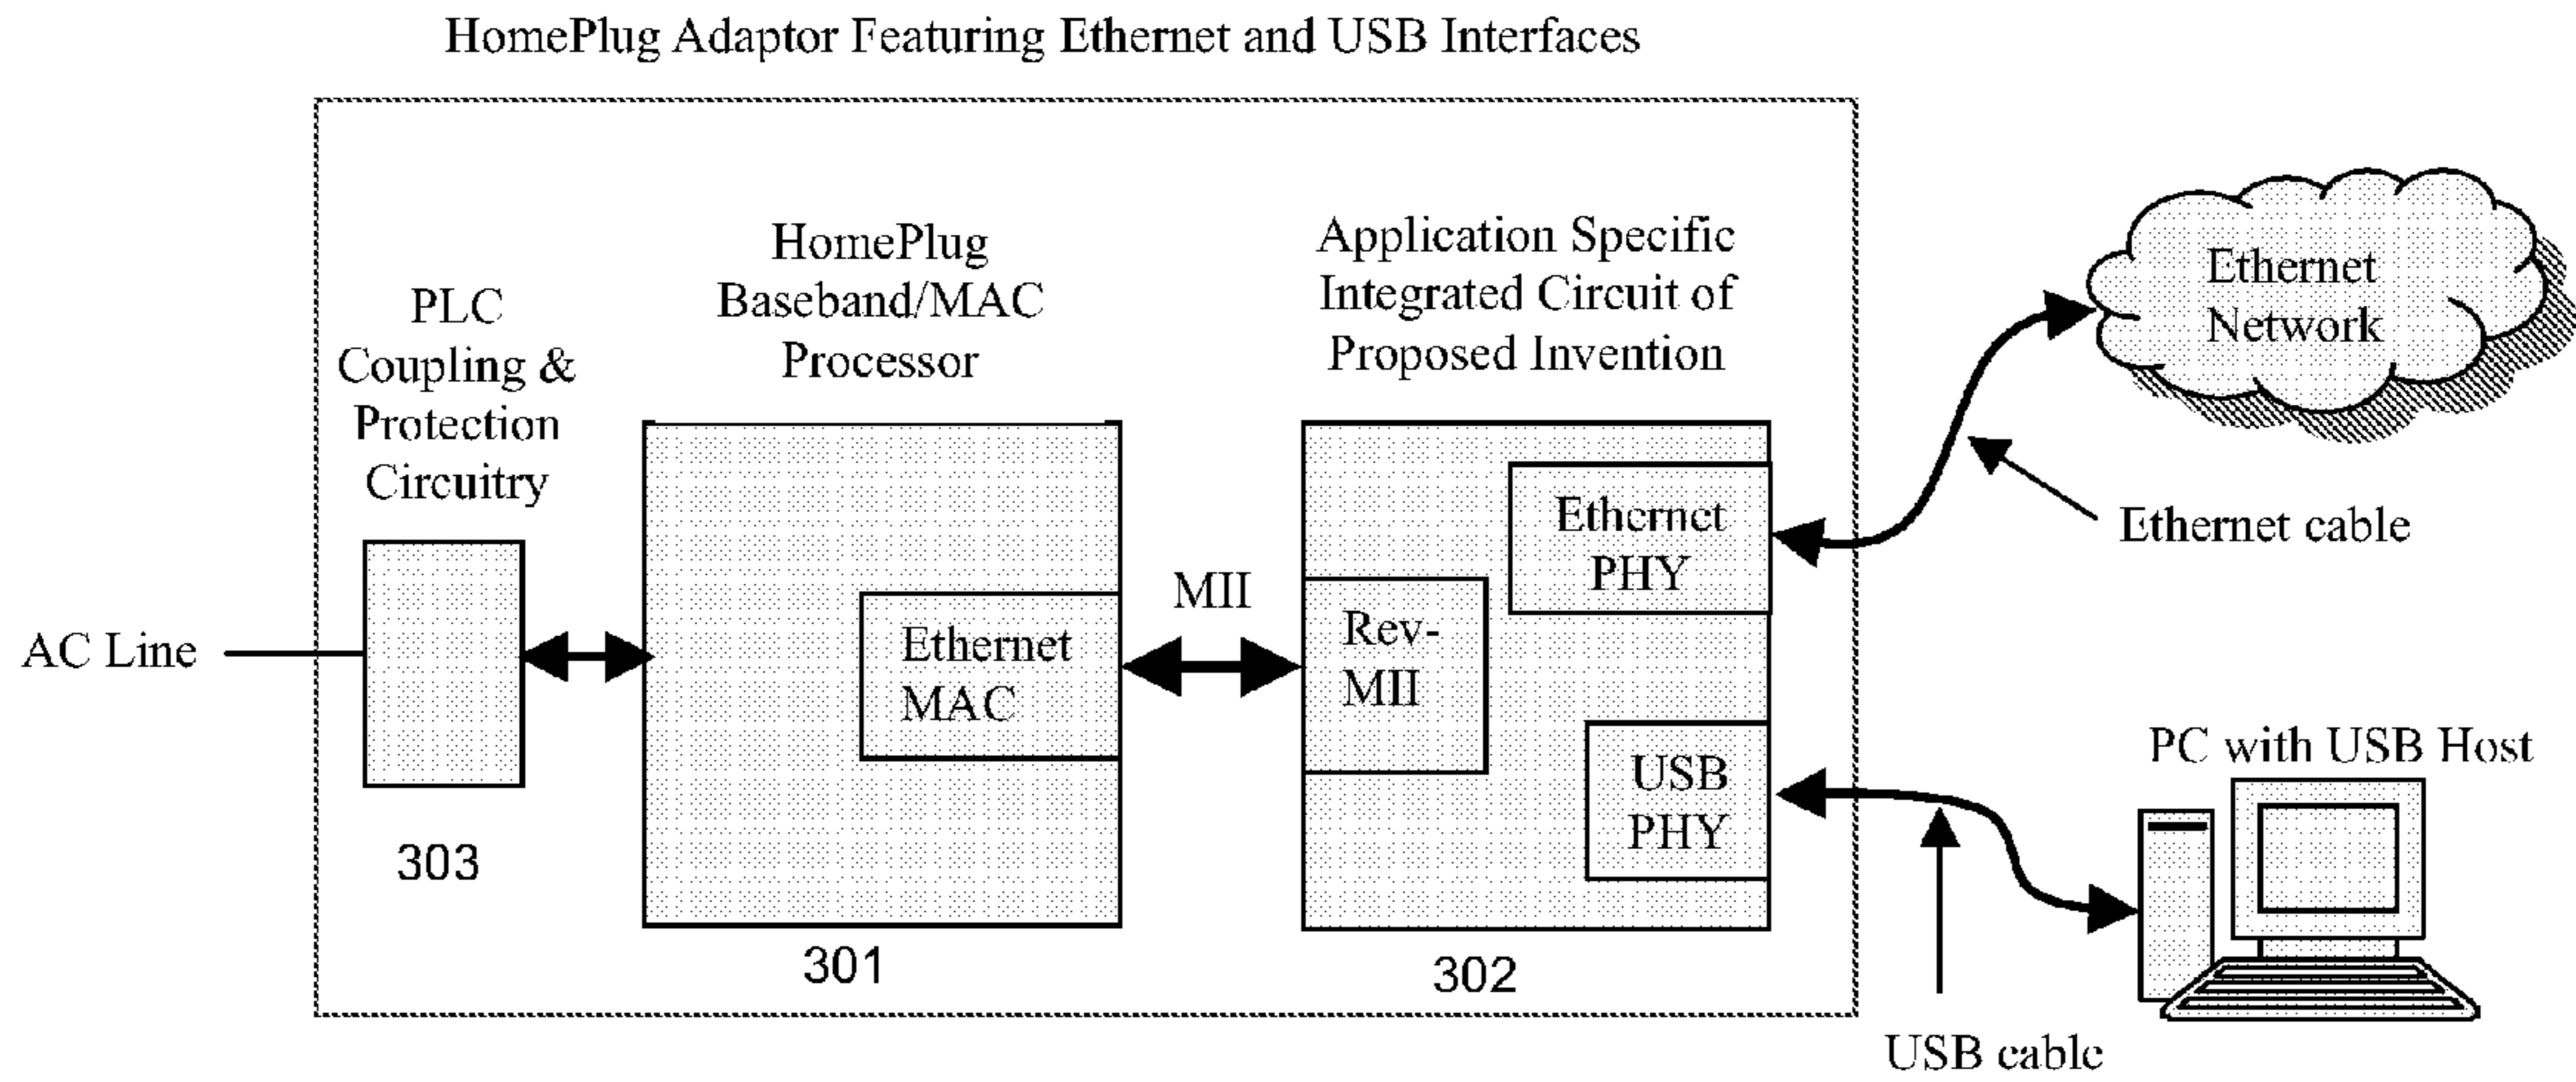 HomePlug Adaptor Featuring Ethernet and USB Interfaces
PLC
Coupling &
Protection
Circuitry
HomePlug
Baseband/MAC
Processor
Application Specific
Integrated Circuit of
Proposed Invention
Ethernet
Network
AC Line
Ethernet
MAC
MII
Rev-
MII
Ethernet
PHY
USB
PHY
Ethernet cable
PC with USB Host
303
301
302
USB cable